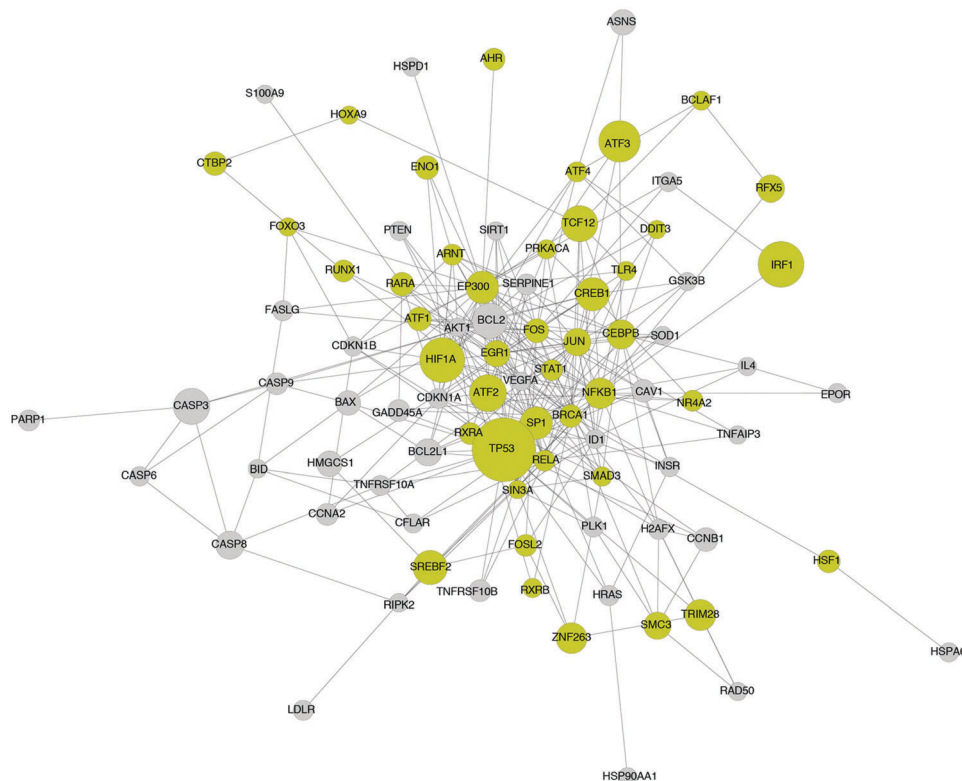 ASNS
AHR
HSPD1
S100A9
BCLAF1
HOXA9
ATF3
CTBP2
ENO1
ATF4
ITGA5
RFX5
TCF12
FOXO3
PTEN
SIRT1
DDIT3
PRKACA
ARNT
IRF1
RUNX1
TLR4
RARA
EP300
SERPINE1
GSK3B
CREB1
FASLG
ATF1
BCL2
AKT1
FOS
CEBPB
SOD1
JUN
CDKN1B
EGR1
HIF1A
STAT1
IL4
CASP9
VEGFA
ATF2
NFKB1
CAV1
EPOR
CASP3
BAX
CDKN1A
NR4A2
GADD45A
BRCA1
PARP1
SP1
RXRA
ID1
TNFAIP3
TP53
BCL2L1
HMGCS1
RELA
BID
INSR
CASP6
SMAD3
TNFRSF10A
SIN3A
CCNA2
CFLAR
PLK1
H2AFX
CCNB1
CASP8
FOSL2
HSF1
SREBF2
TNFRSF10B
RXRB
HRAS
RIPK2
TRIM28
SMC3
ZNF263
HSPA6
RAD50
LDLR
HSP90AA1